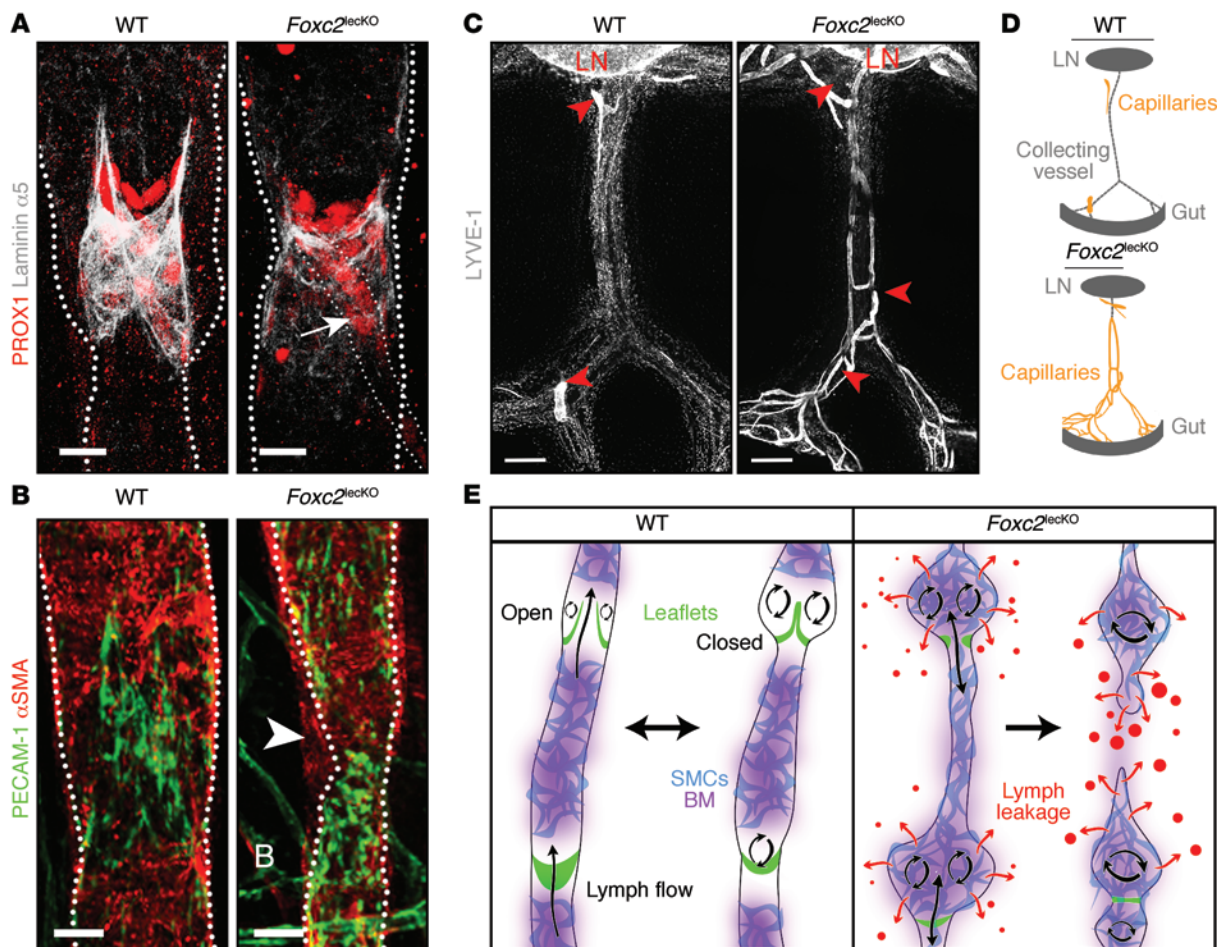 A
WT
Foxc2lecKO
PROX1 Laminin α5
B
WT
Foxc2lecKO
PECAM-1 αSMA
B
C
WT
Foxc2lecKO
LYVE-1
LN
LN
D
WT
LN
Capillaries
Collecting
vessel
Gut
Foxc2lecKO
LN
Capillaries
Gut
E
WT
Foxc2lecKO
Open
Leaflets
Closed
SMCs
BM
Lymph flow
Lymph
leakage